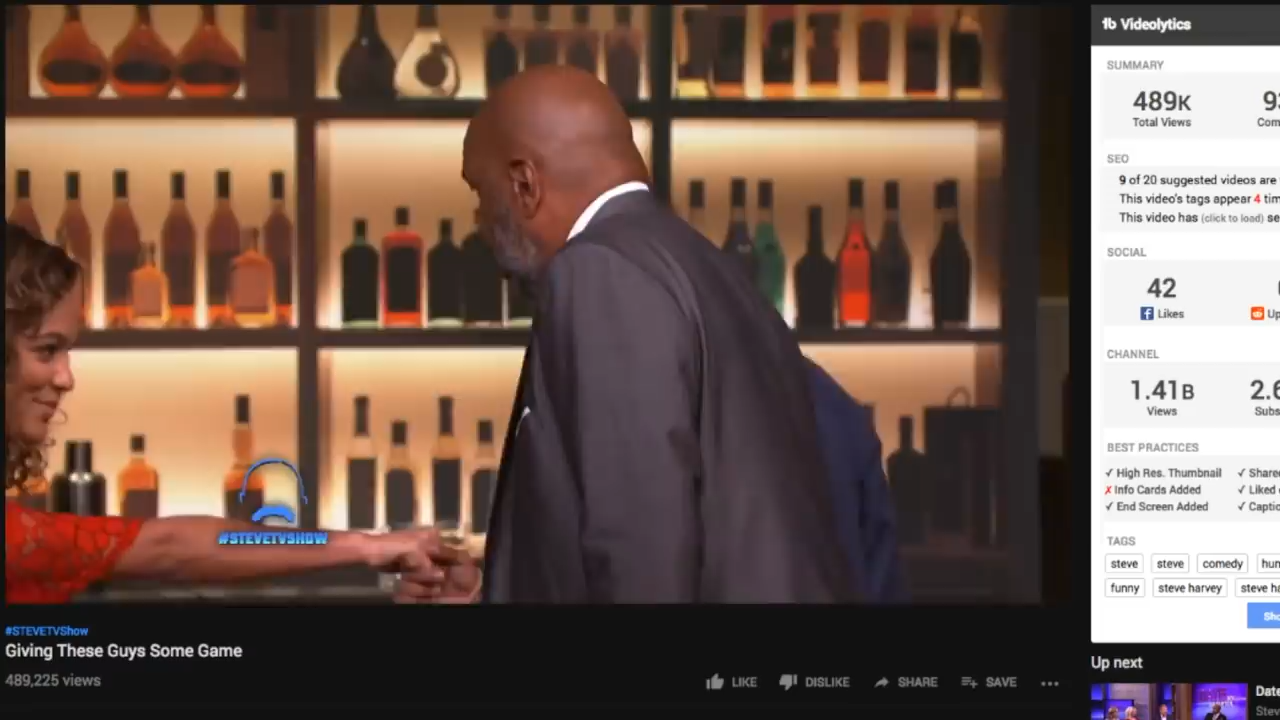 #STEVETVSHOW
#STEVETVShow
Giving These Guys Some Game
489,225 views
LIKE
DISLIKE
SHARE
SAVE
Videolytics
SUMMARY
489K
Total Views
SEO
9 of 20 suggested videos are
This video's tags appear 4
This video has (click to load)
SOCIAL
42
Likes
CHANNEL
1.41B
Views
BEST PRACTICES
✓ High Res. Thumbnail
✗ Info Cards Added
✓ End Screen Added
TAGS
steve steve comedy
funny steve harvey steve
Up next